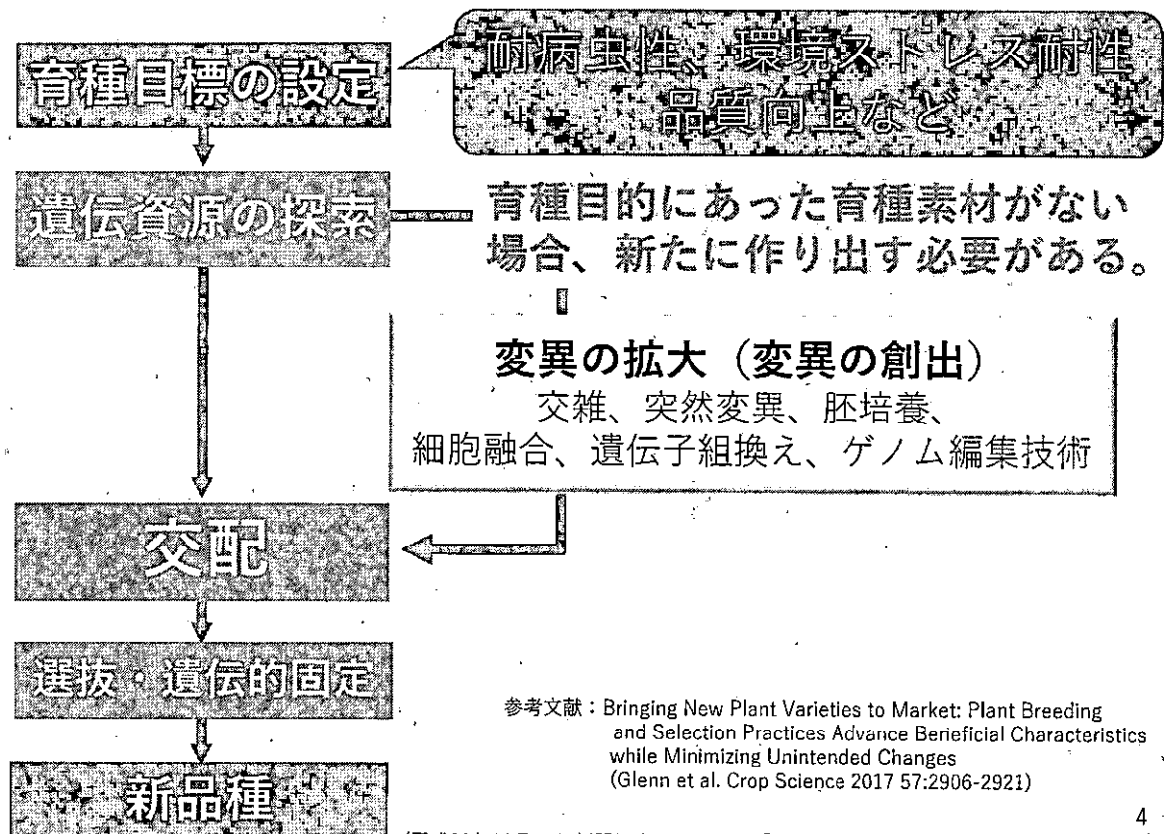 育種目標の設定
耐病虫性、環境ストレス耐性
品質向上など
遺伝資源の探索
育種目的にあった育種素材がない
場合、新たに作り出す必要がある。
変異の拡大（変異の創出）
交雑、突然変異、胚培養、
細胞融合、遺伝子組換え、ゲノム編集技術
交配
選抜・遺伝的固定
新品種
参考文献：Bringing New Plant Varieties to Market: Plant Breeding
and Selection Practices Advance Beneficial Characteristics
while Minimizing Unintended Changes
(Glenn et al. Crop Science 2017 57:2906-2921)
4